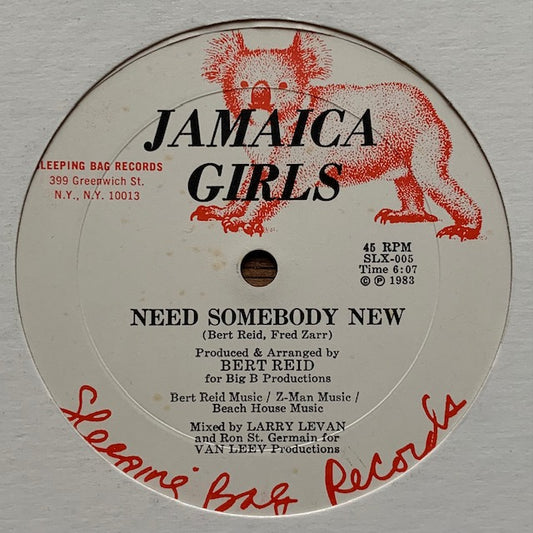 JAMAICA
GIRLS
SLEEPING BAG RECORDS
399 Greenwich St.
N.Y., N.Y. 10013
45 RPM
SLX-005
Time 6:07
© ℗ 1983
NEED SOMEBODY NEW
(Bert Reid, Fred Zarr)
Produced & Arranged by
BERT REID
for Big B Productions
Bert Reid Music / Z-Man Music /
Beach House Music
Mixed by LARRY LEVAN
and Ron St. Germain for
VAN LEEV Productions
Sleeping Bag Records